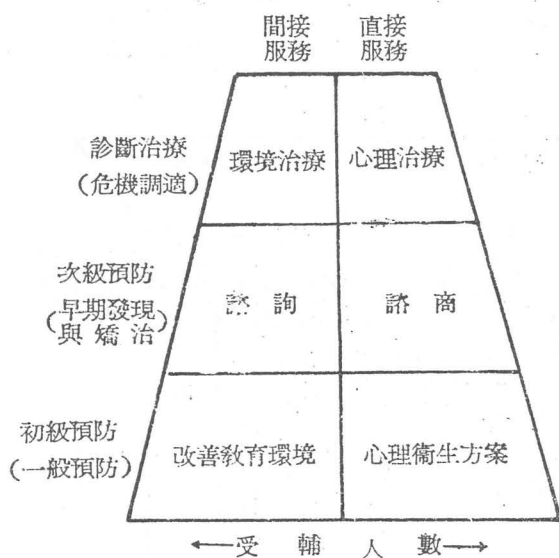 間接 直接
服務 服務
診斷治療
(危機調適)
環境治療 心理治療
次級預防
(早期發現
與矯治)
諮詢 諮商
初級預防
(一般預防)
改善教育環境 心理衞生方案
←受輔人數→